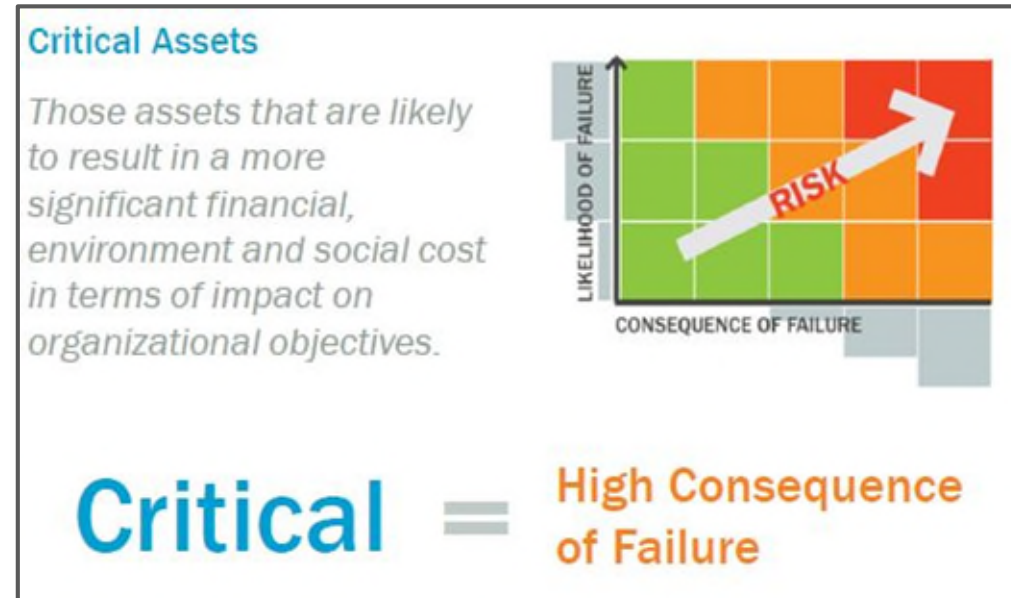 Critical Assets
Those assets that are likely
to result in a more
significant financial,
environment and social cost
in terms of impact on
organizational objectives.
LIKELIHOOD OF FAILURE
RISK
CONSEQUENCE OF FAILURE
Critical = High Consequence
of Failure